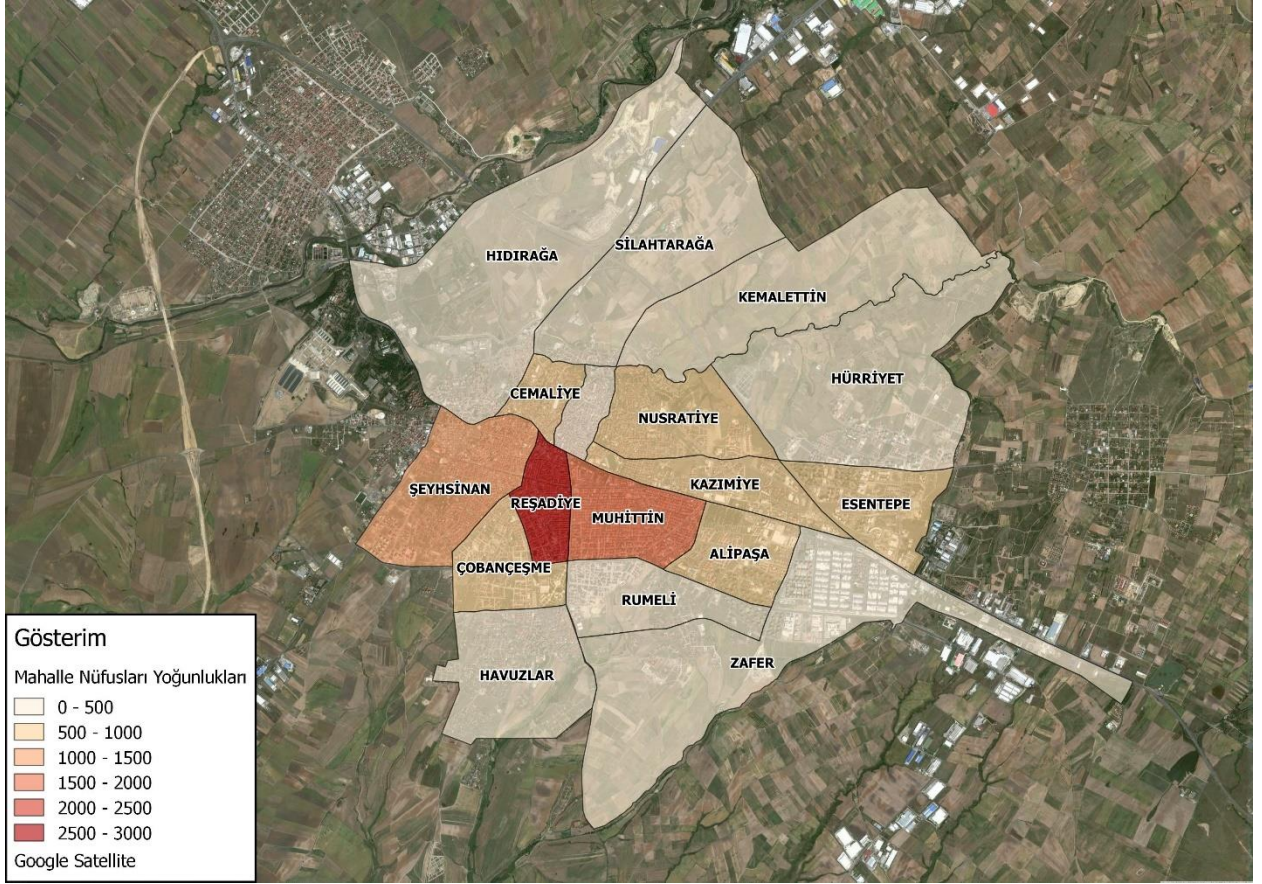 HIDIRAĞA
SİLAHTARAĞA
KEMALETTİN
HÜRRİYET
CEMALİYE
NUSRATİYE
ŞEYHSİNAN
REŞADİYE
MUHİTTİN
KAZIMİYE
ESENTEPE
ALİPAŞA
ÇOBANÇEŞME
RUMELİ
HAVUZLAR
ZAFER
Gösterim
Mahalle Nüfusları Yoğunlukları
0 - 500
500 - 1000
1000 - 1500
1500 - 2000
2000 - 2500
2500 - 3000
Google Satellite